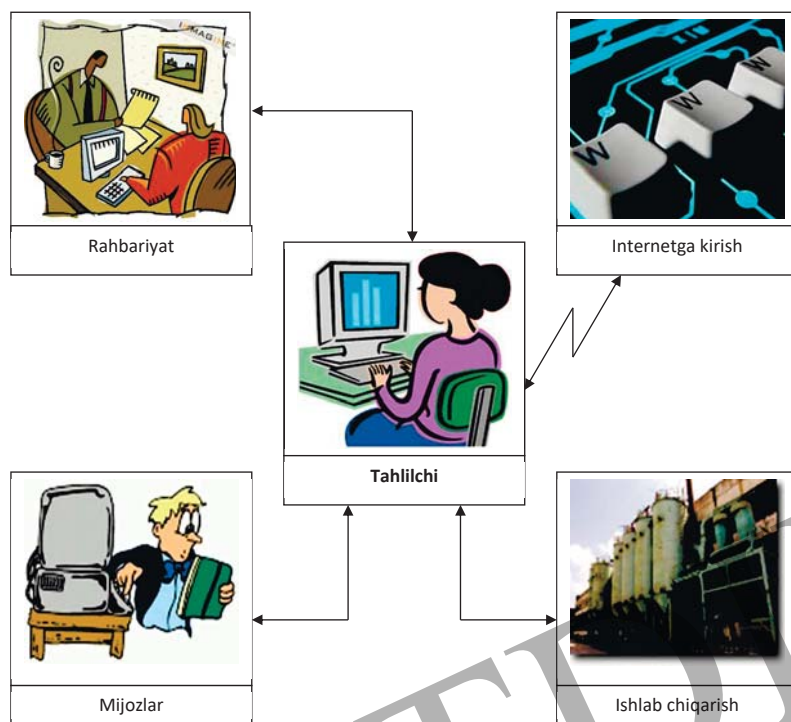 Rahbariyat
Internetga kirish
Tahlilchi
Mijozlar
Ishlab chiqarish
W
W
W